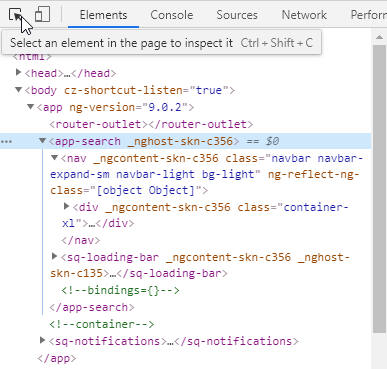 Elements Console Sources Network Perform
Select an element in the page to inspect it Ctrl + Shift + C
<html>
<head>…</head>
<body cz-shortcut-listen="true">
<app ng-version="9.0.2">
<router-outlet></router-outlet>
<app-search _nghost-skn-c356> == $0
<nav _ngcontent-skn-c356 class="navbar navbar-
expand-sm navbar-light bg-light" ng-reflect-ng-
class="[object Object]">
<div _ngcontent-skn-c356 class="container-
xl">…</div>
</nav>
<sq-loading-bar _ngcontent-skn-c356 _nghost-
skn-c135>…</sq-loading-bar>
<!--bindings={}-->
</app-search>
<!--container-->
<sq-notifications>…</sq-notifications>
</app>